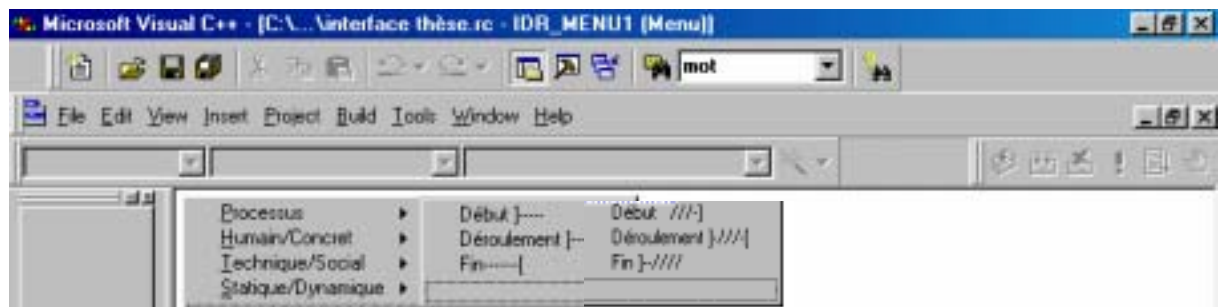 Microsoft Visual C++ - [C:\...\interface thèse.rc - IDR_MENU1 (Menu)]
mot
File Edit View Insert Project Build Tools Window Help
Processus Début ]---- Début ///-]
Humain/Concret Déroulement ]-- Déroulement ]-///-[
Technique/Social Fin------[ Fin ]-////
Statique/Dynamique